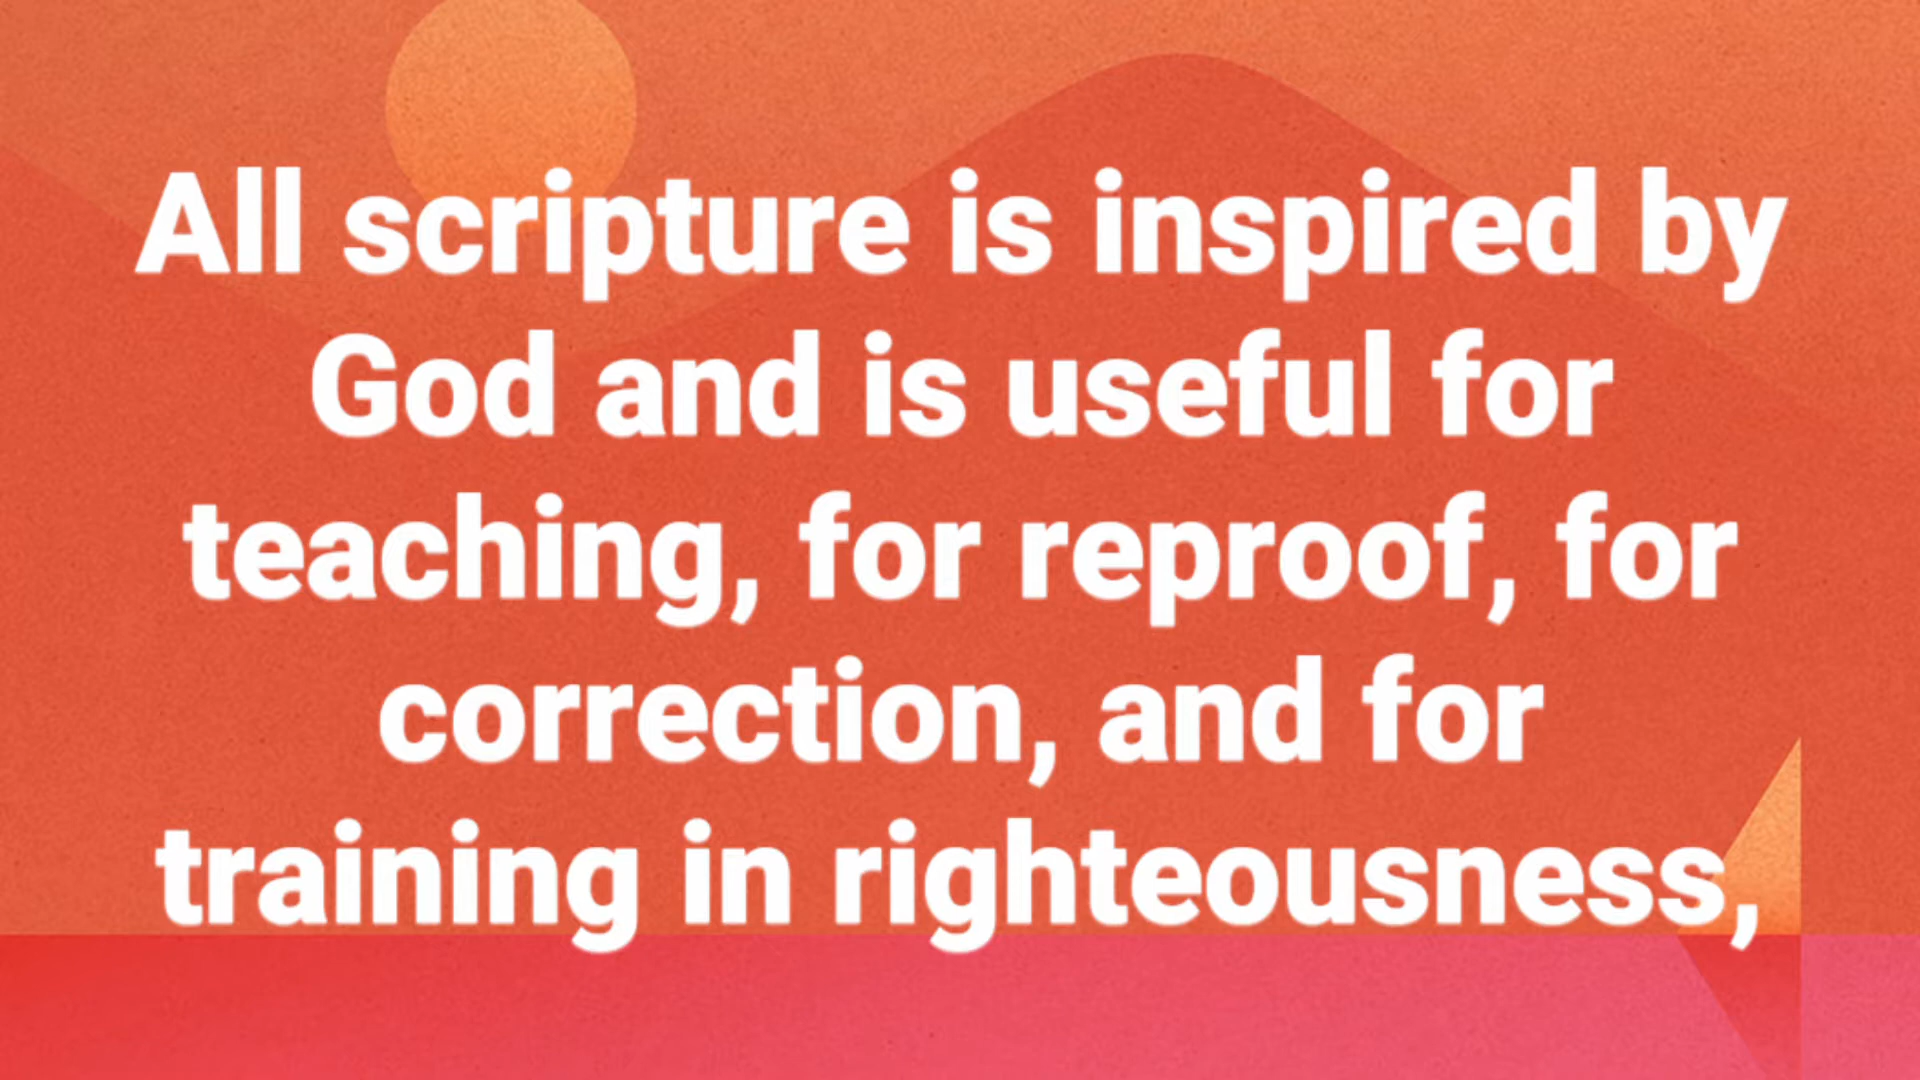 All scripture is inspired by
God and is useful for
teaching, for reproof, for
correction, and for
training in righteousness,